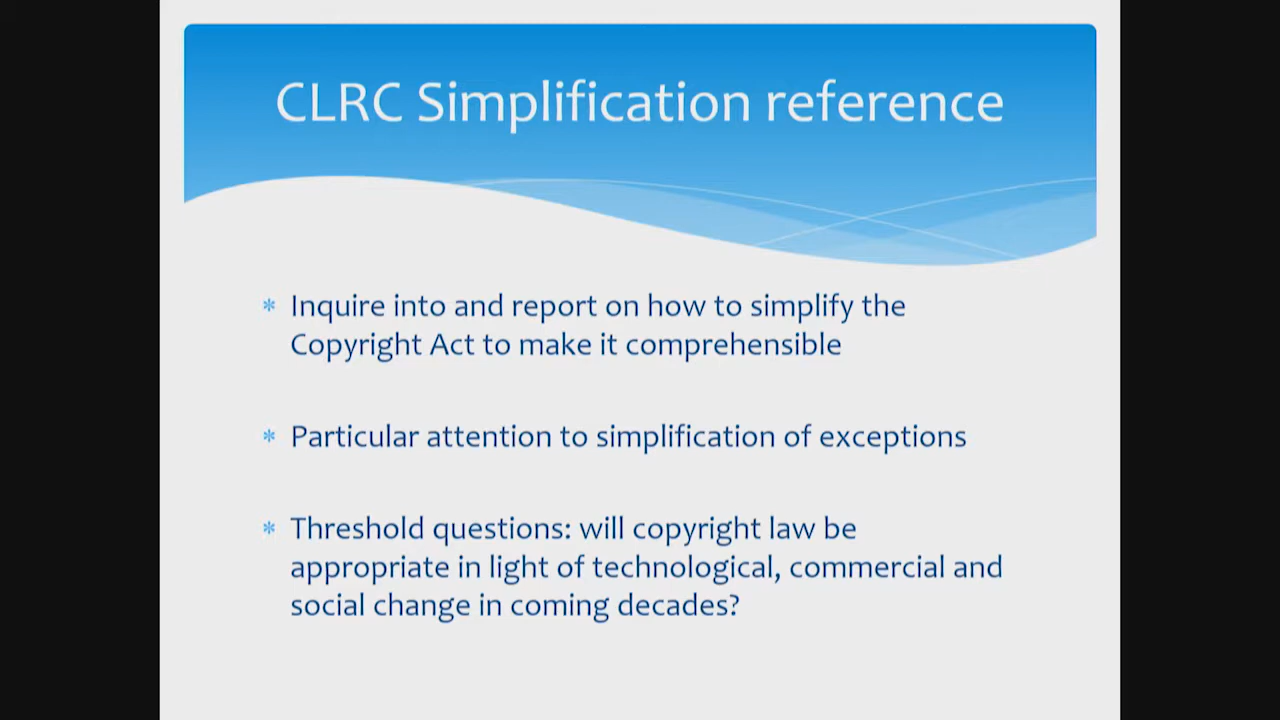 CLRC Simplification reference
* Inquire into and report on how to simplify the
Copyright Act to make it comprehensible
* Particular attention to simplification of exceptions
* Threshold questions: will copyright law be
appropriate in light of technological, commercial and
social change in coming decades?